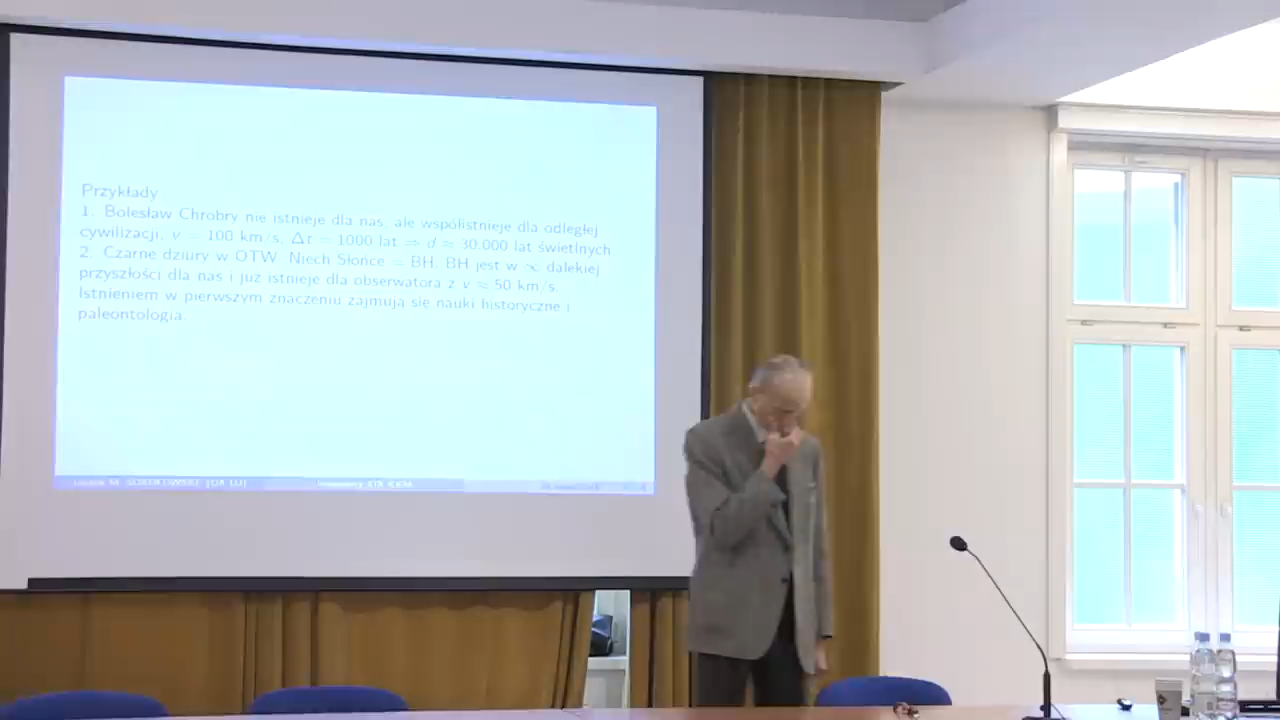 Przykłady
1. Bolesław Chrobry nie istnieje dla nas, ale współistnieje dla odległej
cywilizacji, v = 100 km/s, Δt = 1000 lat ⇒ d ≈ 30.000 lat świetlnych.
2. Czarne dziury w OTW. Niech Słońce = BH. BH jest w ∞ dalekiej
przyszłości dla nas i już istnieje dla obserwatora z v ≈ 50 km/s.
Istnieniem w pierwszym znaczeniu zajmują się nauki historyczne i
paleontologia.